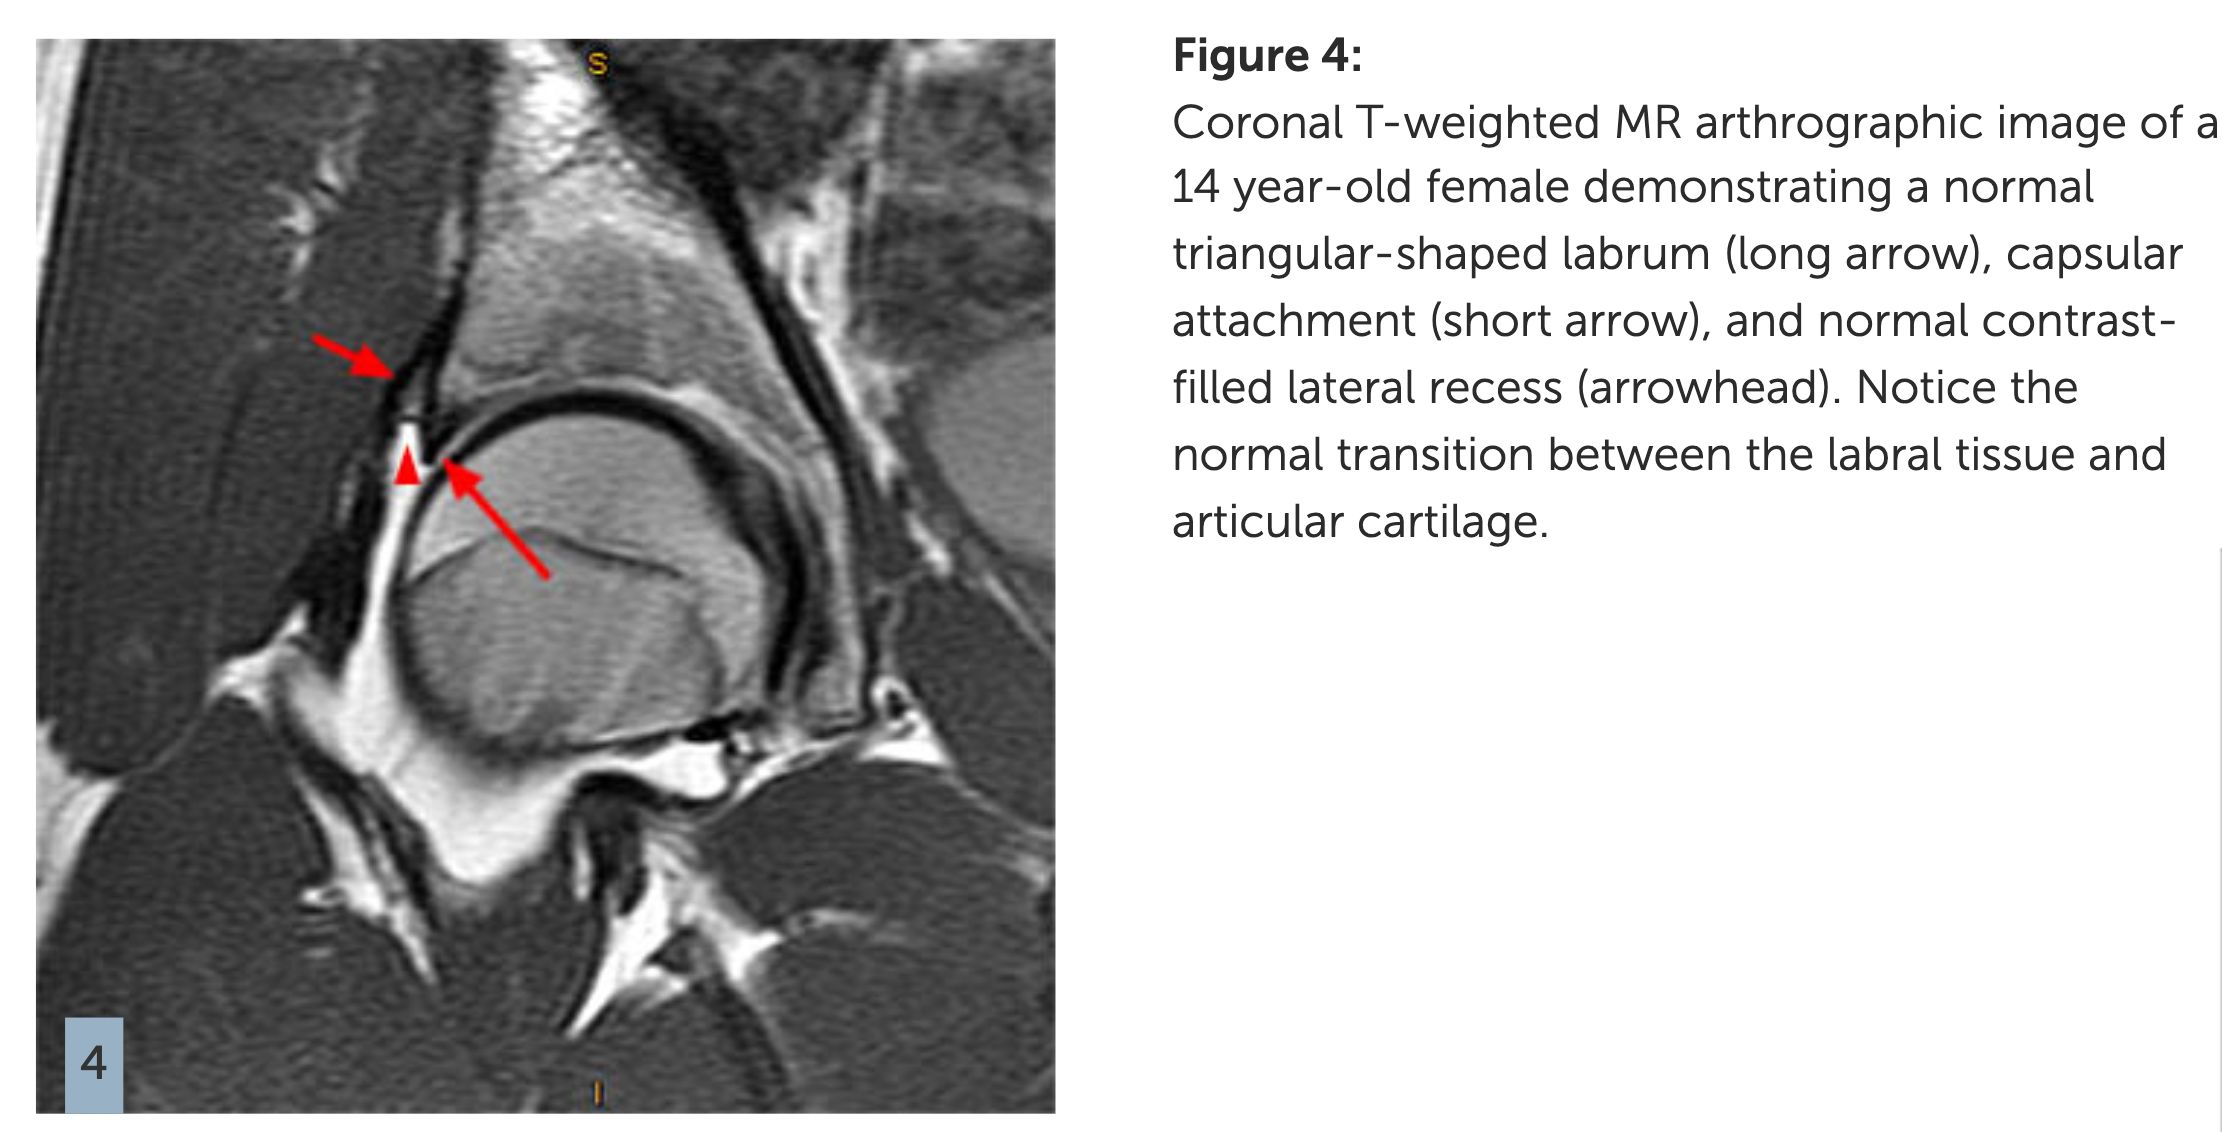 S
I
4
Figure 4:
Coronal T-weighted MR arthrographic image of a
14 year-old female demonstrating a normal
triangular-shaped labrum (long arrow), capsular
attachment (short arrow), and normal contrast-
filled lateral recess (arrowhead). Notice the
normal transition between the labral tissue and
articular cartilage.